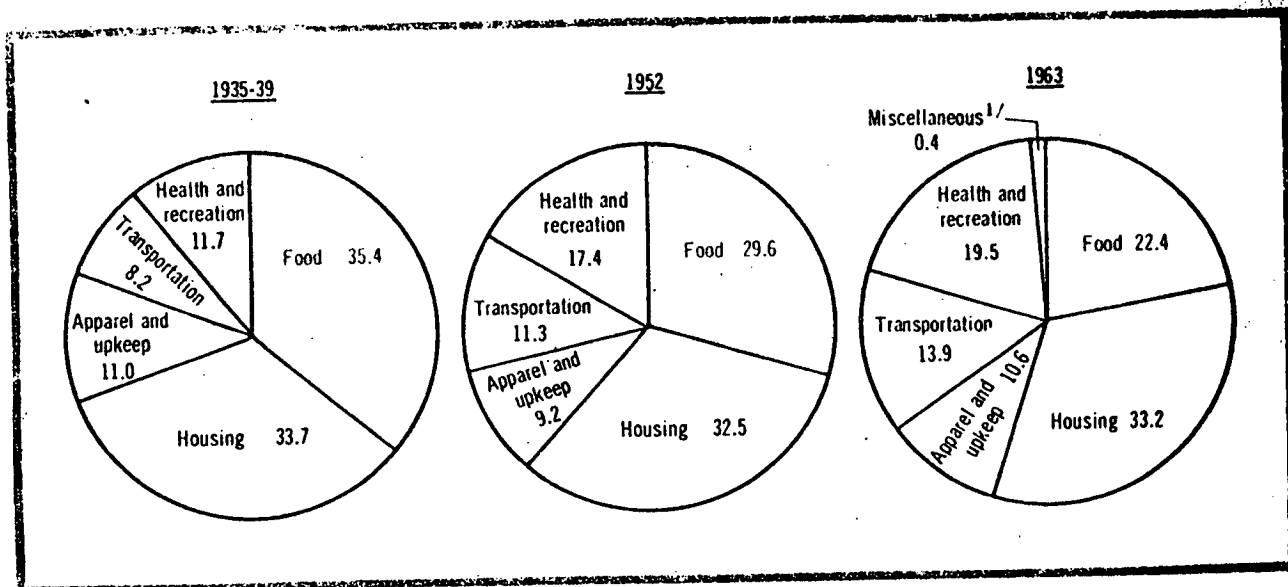 1935-39
Health and
recreation
11.7
Food 35.4
Transportation
8.2
Apparel and
upkeep
11.0
Housing 33.7
1952
Health and
recreation
17.4
Food 29.6
Transportation
11.3
Apparel and
upkeep
9.2
Housing 32.5
1963
Miscellaneous 1/
0.4
Health and
recreation
19.5
Food 22.4
Transportation
13.9
Apparel and 10.6
upkeep
Housing 33.2